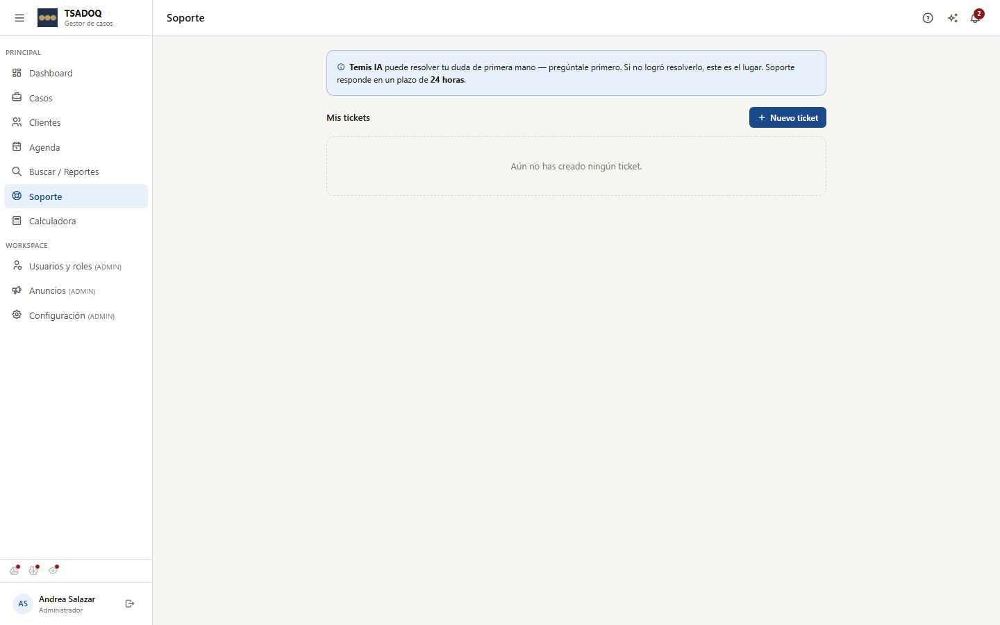 TSADOQ
Gestor de casos
Soporte
2
PRINCIPAL
Dashboard
Casos
Clientes
Agenda
Buscar / Reportes
Soporte
Calculadora
WORKSPACE
Usuarios y roles (ADMIN)
Anuncios (ADMIN)
Configuración (ADMIN)
Temis IA puede resolver tu duda de primera mano — pregúntale primero. Si no logró resolverlo, este es el lugar. Soporte
responde en un plazo de 24 horas.
Mis tickets
+ Nuevo ticket
Aún no has creado ningún ticket.
AS
Andrea Salazar
Administrador